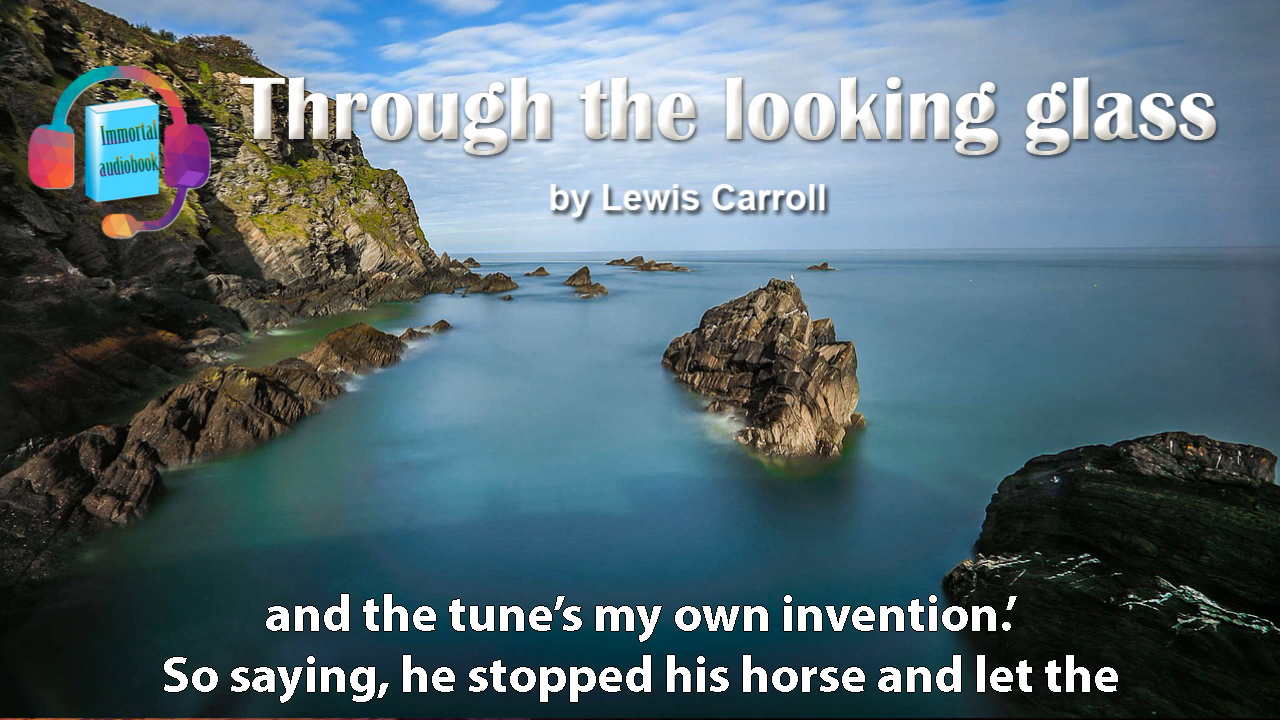 Immortal
audiobook
Through the looking glass
by Lewis Carroll
and the tune’s my own invention.’
So saying, he stopped his horse and let the